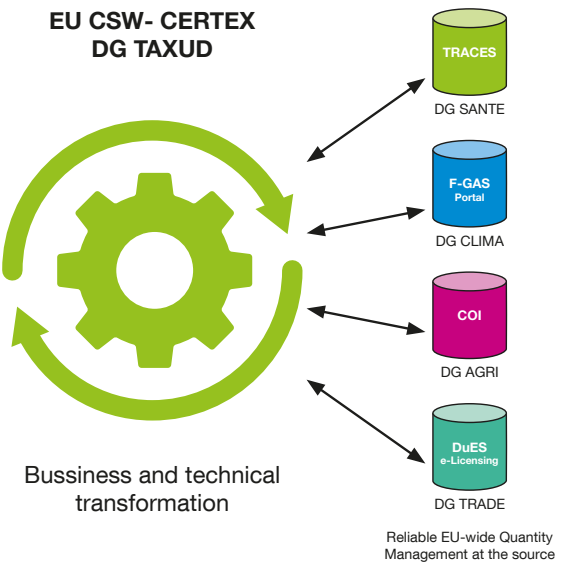 EU CSW- CERTEX
DG TAXUD
TRACES
DG SANTE
F-GAS
Portal
DG CLIMA
COI
DG AGRI
DuES
e-Licensing
DG TRADE
Bussiness and technical
transformation
Reliable EU-wide Quantity
Management at the source